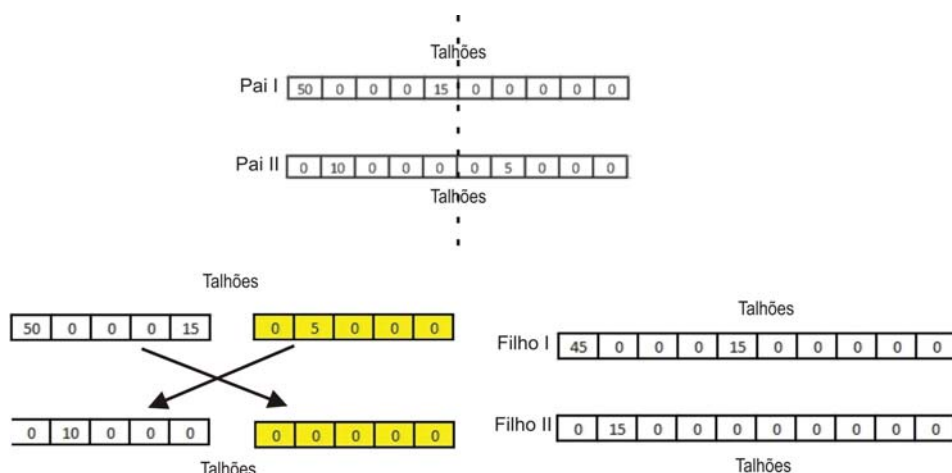 Talhões
Pai I 50 0 0 0 15 0 0 0 0 0
Pai II 0 10 0 0 0 0 5 0 0 0
Talhões
Talhões
50 0 0 0 15 0 5 0 0 0
0 10 0 0 0 0 0 0 0 0
Talhões
Talhões
Filho I 45 0 0 0 15 0 0 0 0 0
Filho II 0 15 0 0 0 0 0 0 0 0
Talhões